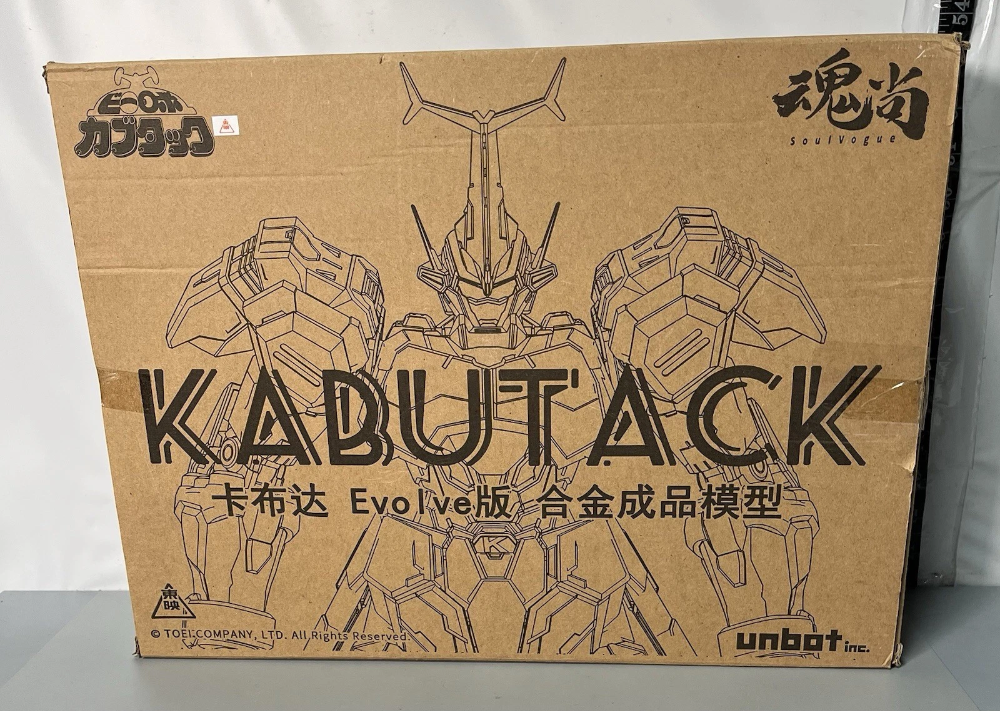 ビーロボ
カブタック
魂尚
SoulVogue
KABUTACK
卡布达 Evolve版 合金成品模型
K
東映
© TOEI COMPANY, LTD. All Rights Reserved.
unbot inc.
54